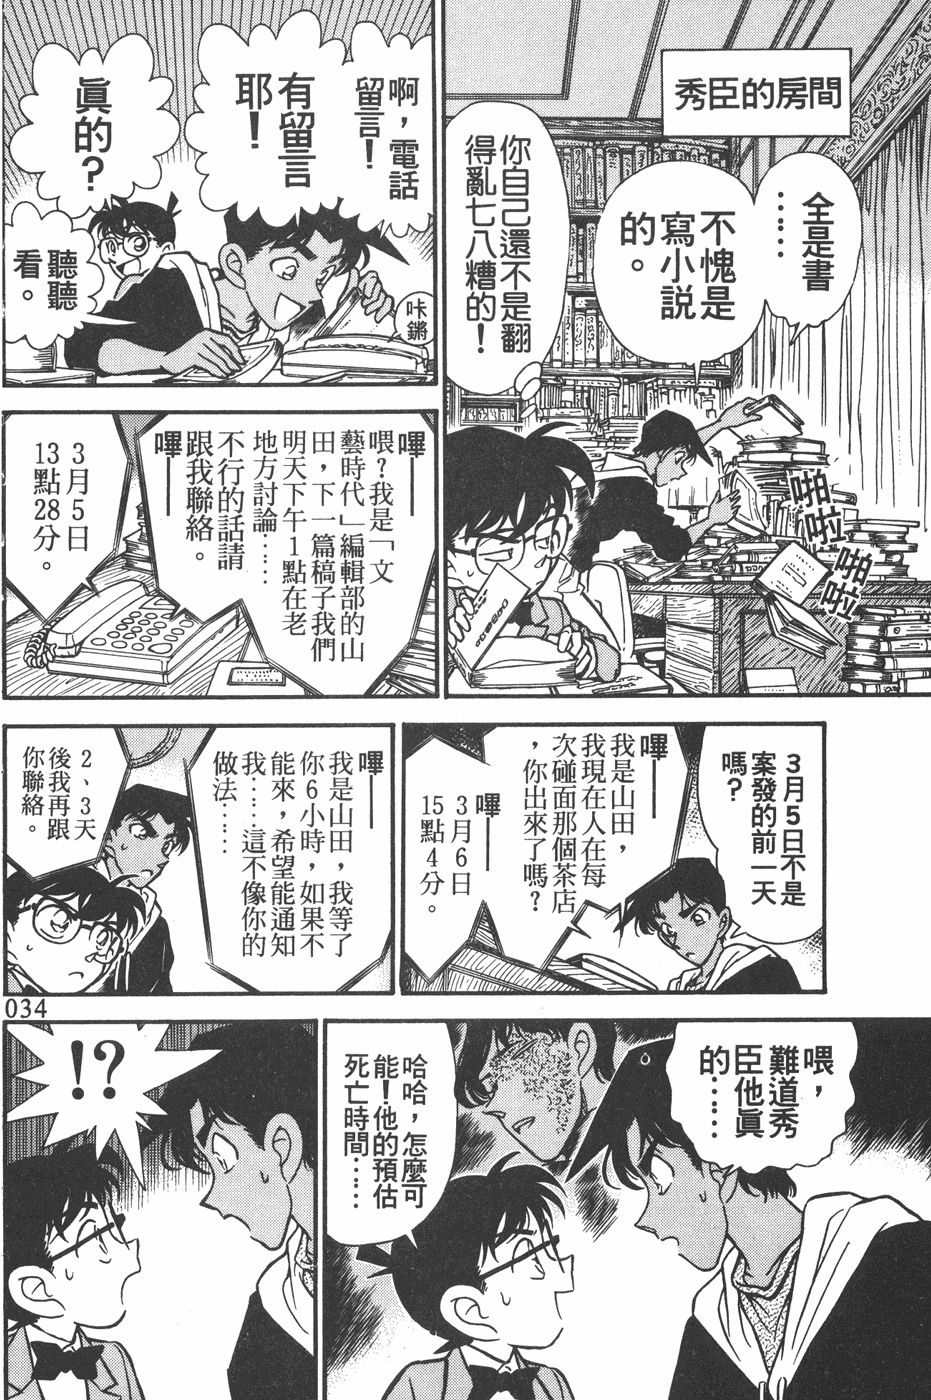 秀臣的房間
全是書
……
不愧是
寫小說
的。
你自己還不是翻
得亂七八糟的！
啪啦
啪啦
啊，電話
留言！
有留言
耶！
真的？
聽聽
看。
咔鏘
嗶——
喂？我是「文
藝時代」編輯部的山
田，下一篇稿子我們
明天下午1點在老
地方討論……
不行的話請
跟我聯絡。
嗶——
3月5日
13點28分。
3月5日不是
案發的前一天
嗎？
嗶——
我是山田，
我現在人在每
次碰面那個茶店
，你出來了嗎？
嗶——
3月6日
15點4分。
嗶——
我是山田，我等了
你6小時，如果不
能來，希望能通知
我……這不像你的
做法……
2、3天
後我再跟
你聯絡。
034
喂，
難道秀
臣他真
的……
哈哈，怎麼可
能！他的預估
死亡時間……
!?